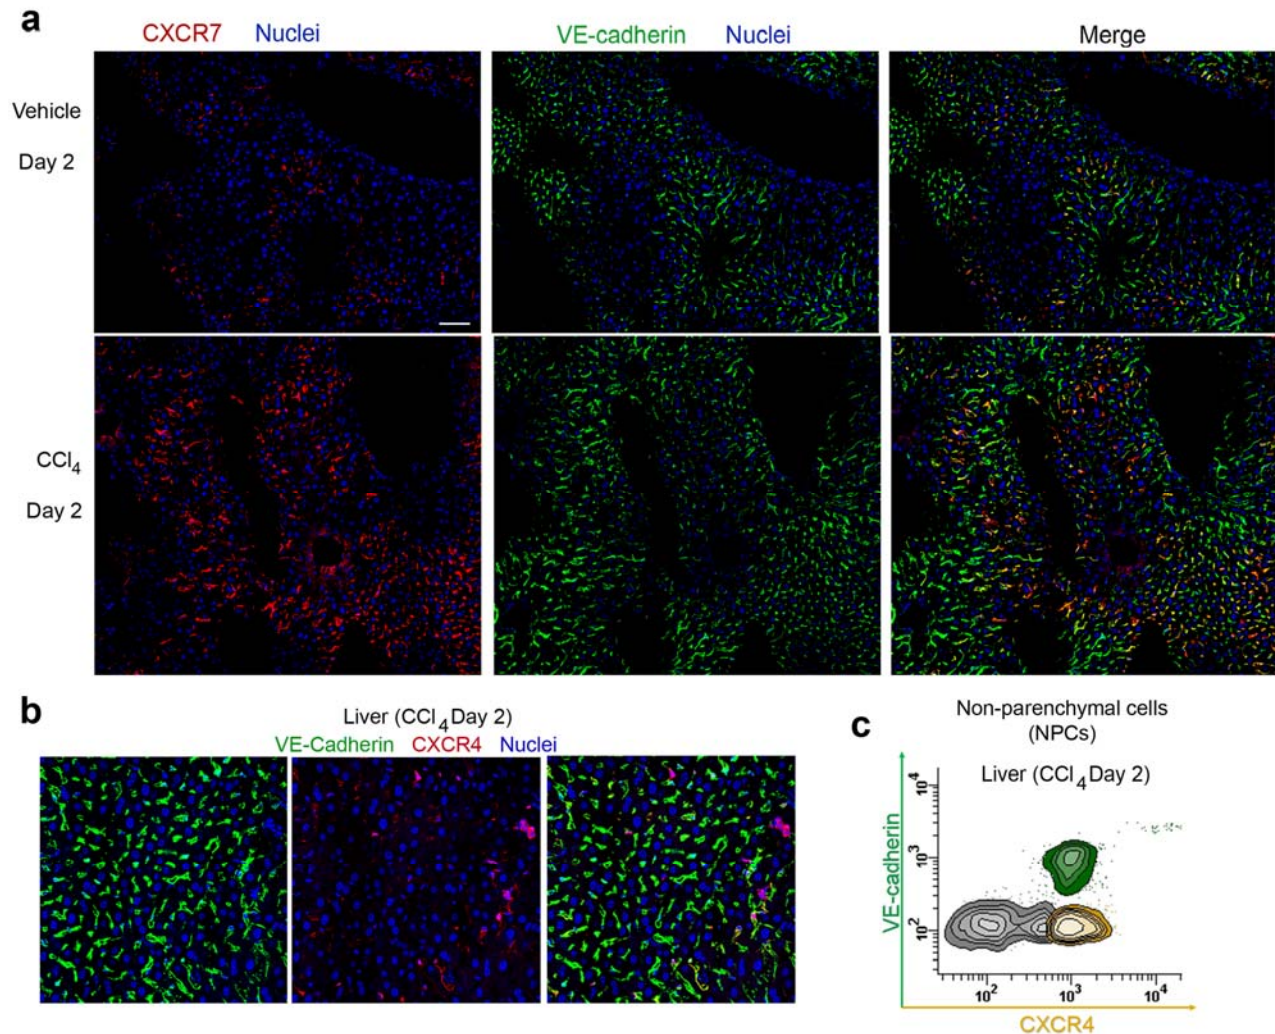 a
CXCR7 Nuclei
VE-cadherin Nuclei
Merge
Vehicle
Day 2
CCl4
Day 2
b
Liver (CCl4 Day 2)
VE-Cadherin CXCR4 Nuclei
c
Non-parenchymal cells
(NPCs)
Liver (CCl4 Day 2)
VE-cadherin
10^4
10^3
10^2
10^2 10^3 10^4
CXCR4